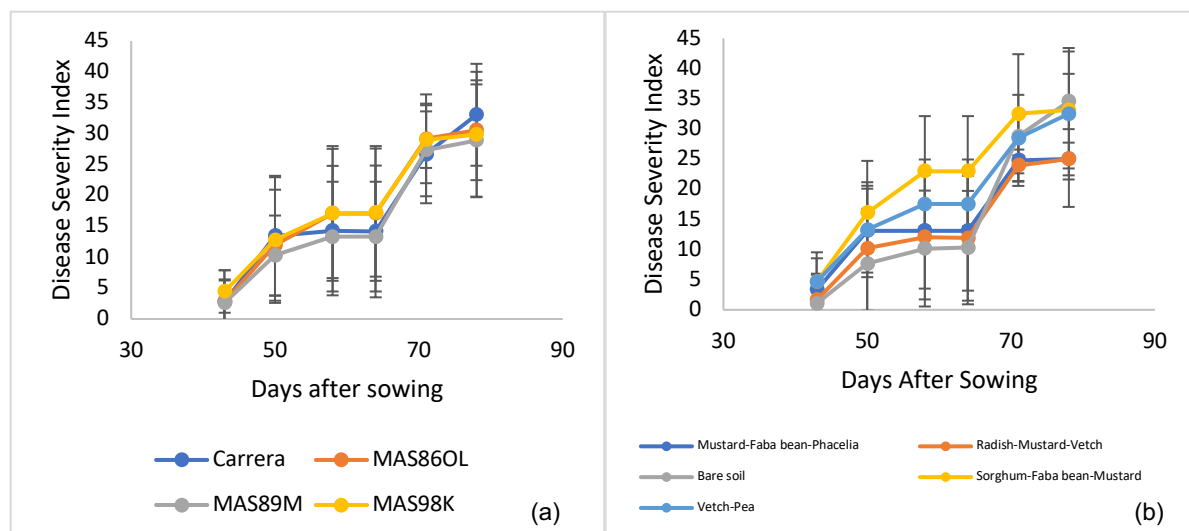 Disease Severity Index
45
40
35
30
25
20
15
10
5
0
30 50 70 90
Days after sowing
Carrera MAS86OL
MAS89M MAS98K
(a)
Disease Severity Index
45
40
35
30
25
20
15
10
5
0
30 50 70 90
Days After Sowing
Mustard-Faba bean-Phacelia Radish-Mustard-Vetch
Bare soil Sorghum-Faba bean-Mustard
Vetch-Pea
(b)